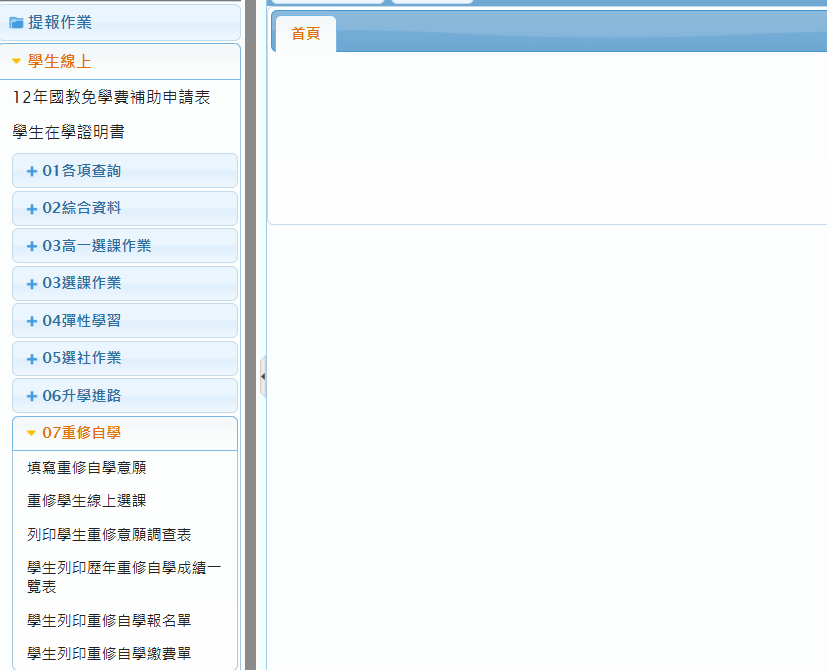 提報作業
首頁
學生線上
12年國教免學費補助申請表
學生在學證明書
01各項查詢
02綜合資料
03高一選課作業
03選課作業
04彈性學習
05選社作業
06升學進路
07重修自學
填寫重修自學意願
重修學生線上選課
列印學生重修意願調查表
學生列印歷年重修自學成績一
覽表
學生列印重修自學報名單
學生列印重修自學繳費單